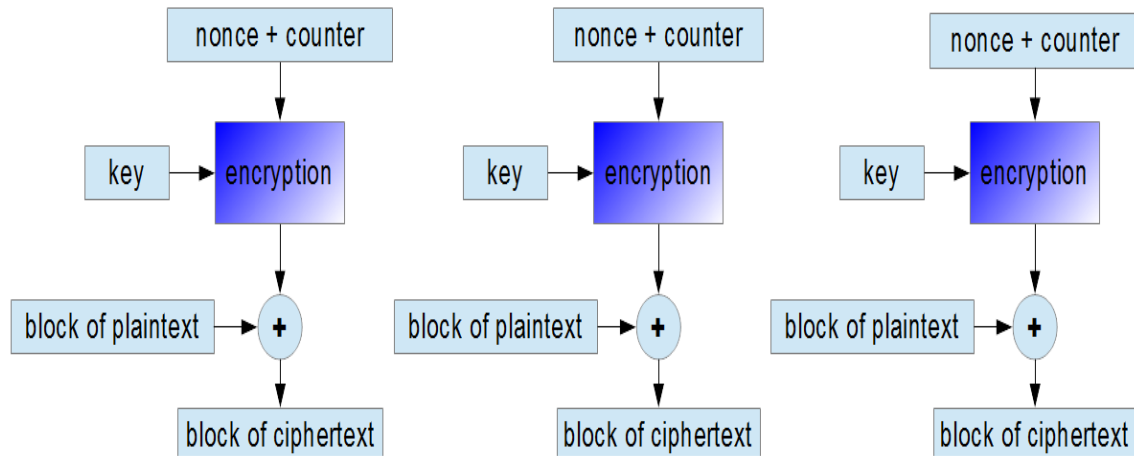 nonce + counter
nonce + counter
nonce + counter
key
encryption
key
encryption
key
encryption
block of plaintext
+
block of plaintext
+
block of plaintext
+
block of ciphertext
block of ciphertext
block of ciphertext